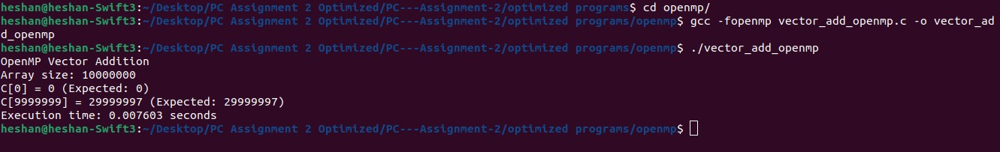 heshan@heshan-Swift3:~/Desktop/PC Assignment 2 Optimized/PC---Assignment-2/optimized programs$ cd openmp/
heshan@heshan-Swift3:~/Desktop/PC Assignment 2 Optimized/PC---Assignment-2/optimized programs/openmp$ gcc -fopenmp vector_add_openmp.c -o vector_ad
d_openmp
heshan@heshan-Swift3:~/Desktop/PC Assignment 2 Optimized/PC---Assignment-2/optimized programs/openmp$ ./vector_add_openmp
OpenMP Vector Addition
Array size: 10000000
C[0] = 0 (Expected: 0)
C[9999999] = 29999997 (Expected: 29999997)
Execution time: 0.007603 seconds
heshan@heshan-Swift3:~/Desktop/PC Assignment 2 Optimized/PC---Assignment-2/optimized programs/openmp$